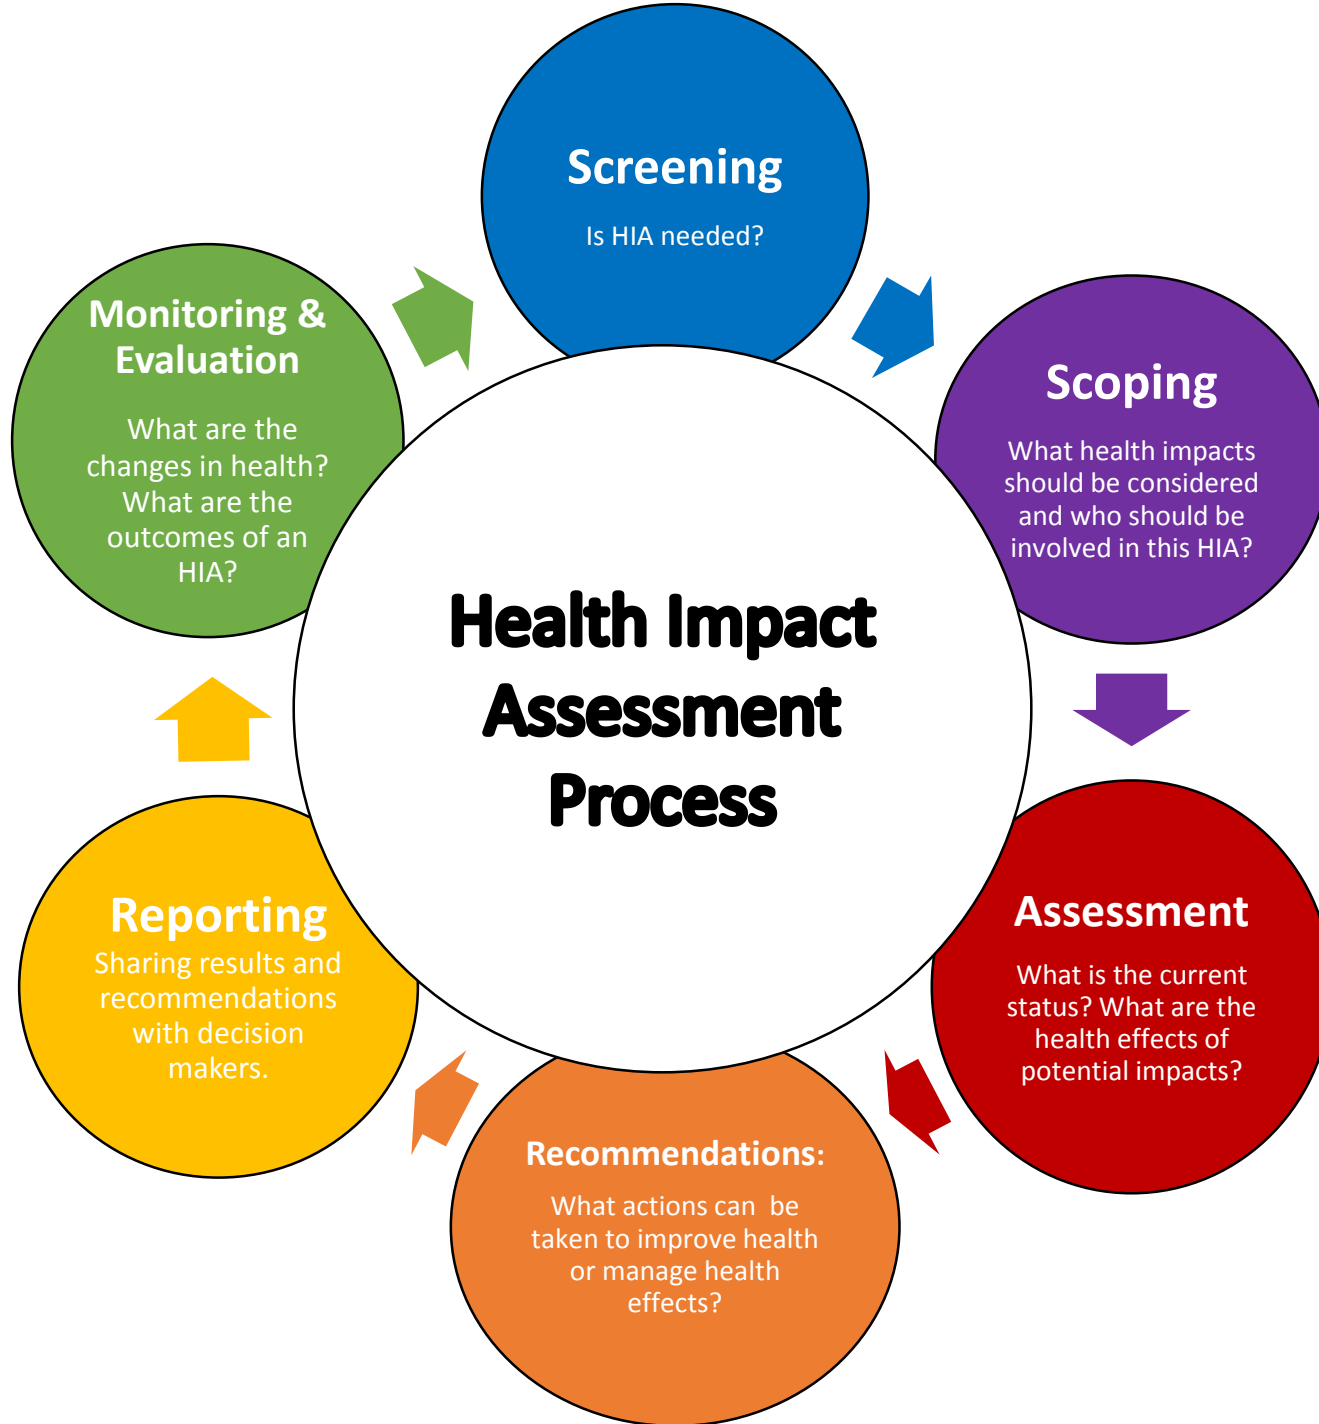 Screening
Is HIA needed?
Scoping
What health impacts
should be considered
and who should be
involved in this HIA?
Assessment
What is the current
status? What are the
health effects of
potential impacts?
Recommendations:
What actions can be
taken to improve health
or manage health
effects?
Reporting
Sharing results and
recommendations
with decision
makers.
Monitoring &
Evaluation
What are the
changes in health?
What are the
outcomes of an
HIA?
Health Impact
Assessment
Process